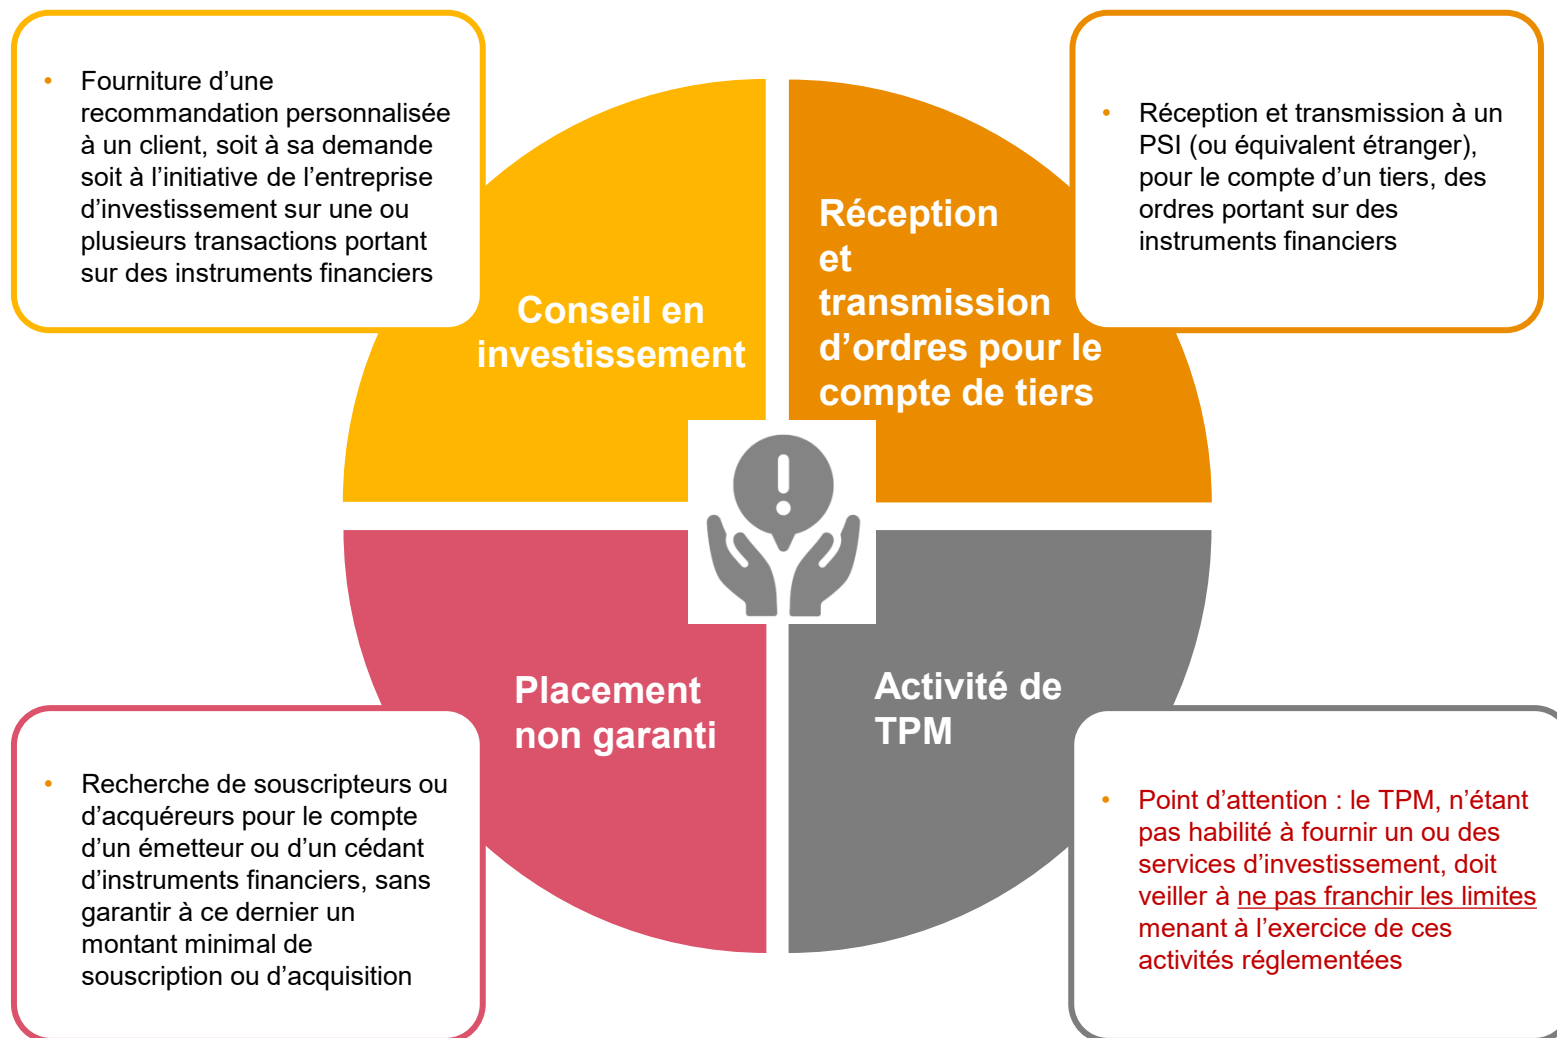 • Fourniture d’une
recommandation personnalisée
à un client, soit à sa demande
soit à l’initiative de l’entreprise
d’investissement sur une ou
plusieurs transactions portant
sur des instruments financiers
• Réception et transmission à un
PSI (ou équivalent étranger),
pour le compte d’un tiers, des
ordres portant sur des
instruments financiers
Conseil en
investissement
Réception
et
transmission
d’ordres pour le
compte de tiers
Placement
non garanti
Activité de
TPM
• Recherche de souscripteurs ou
d’acquéreurs pour le compte
d’un émetteur ou d’un cédant
d’instruments financiers, sans
garantir à ce dernier un
montant minimal de
souscription ou d’acquisition
• Point d’attention : le TPM, n’étant
pas habilité à fournir un ou des
services d’investissement, doit
veiller à ne pas franchir les limites
menant à l’exercice de ces
activités réglementées